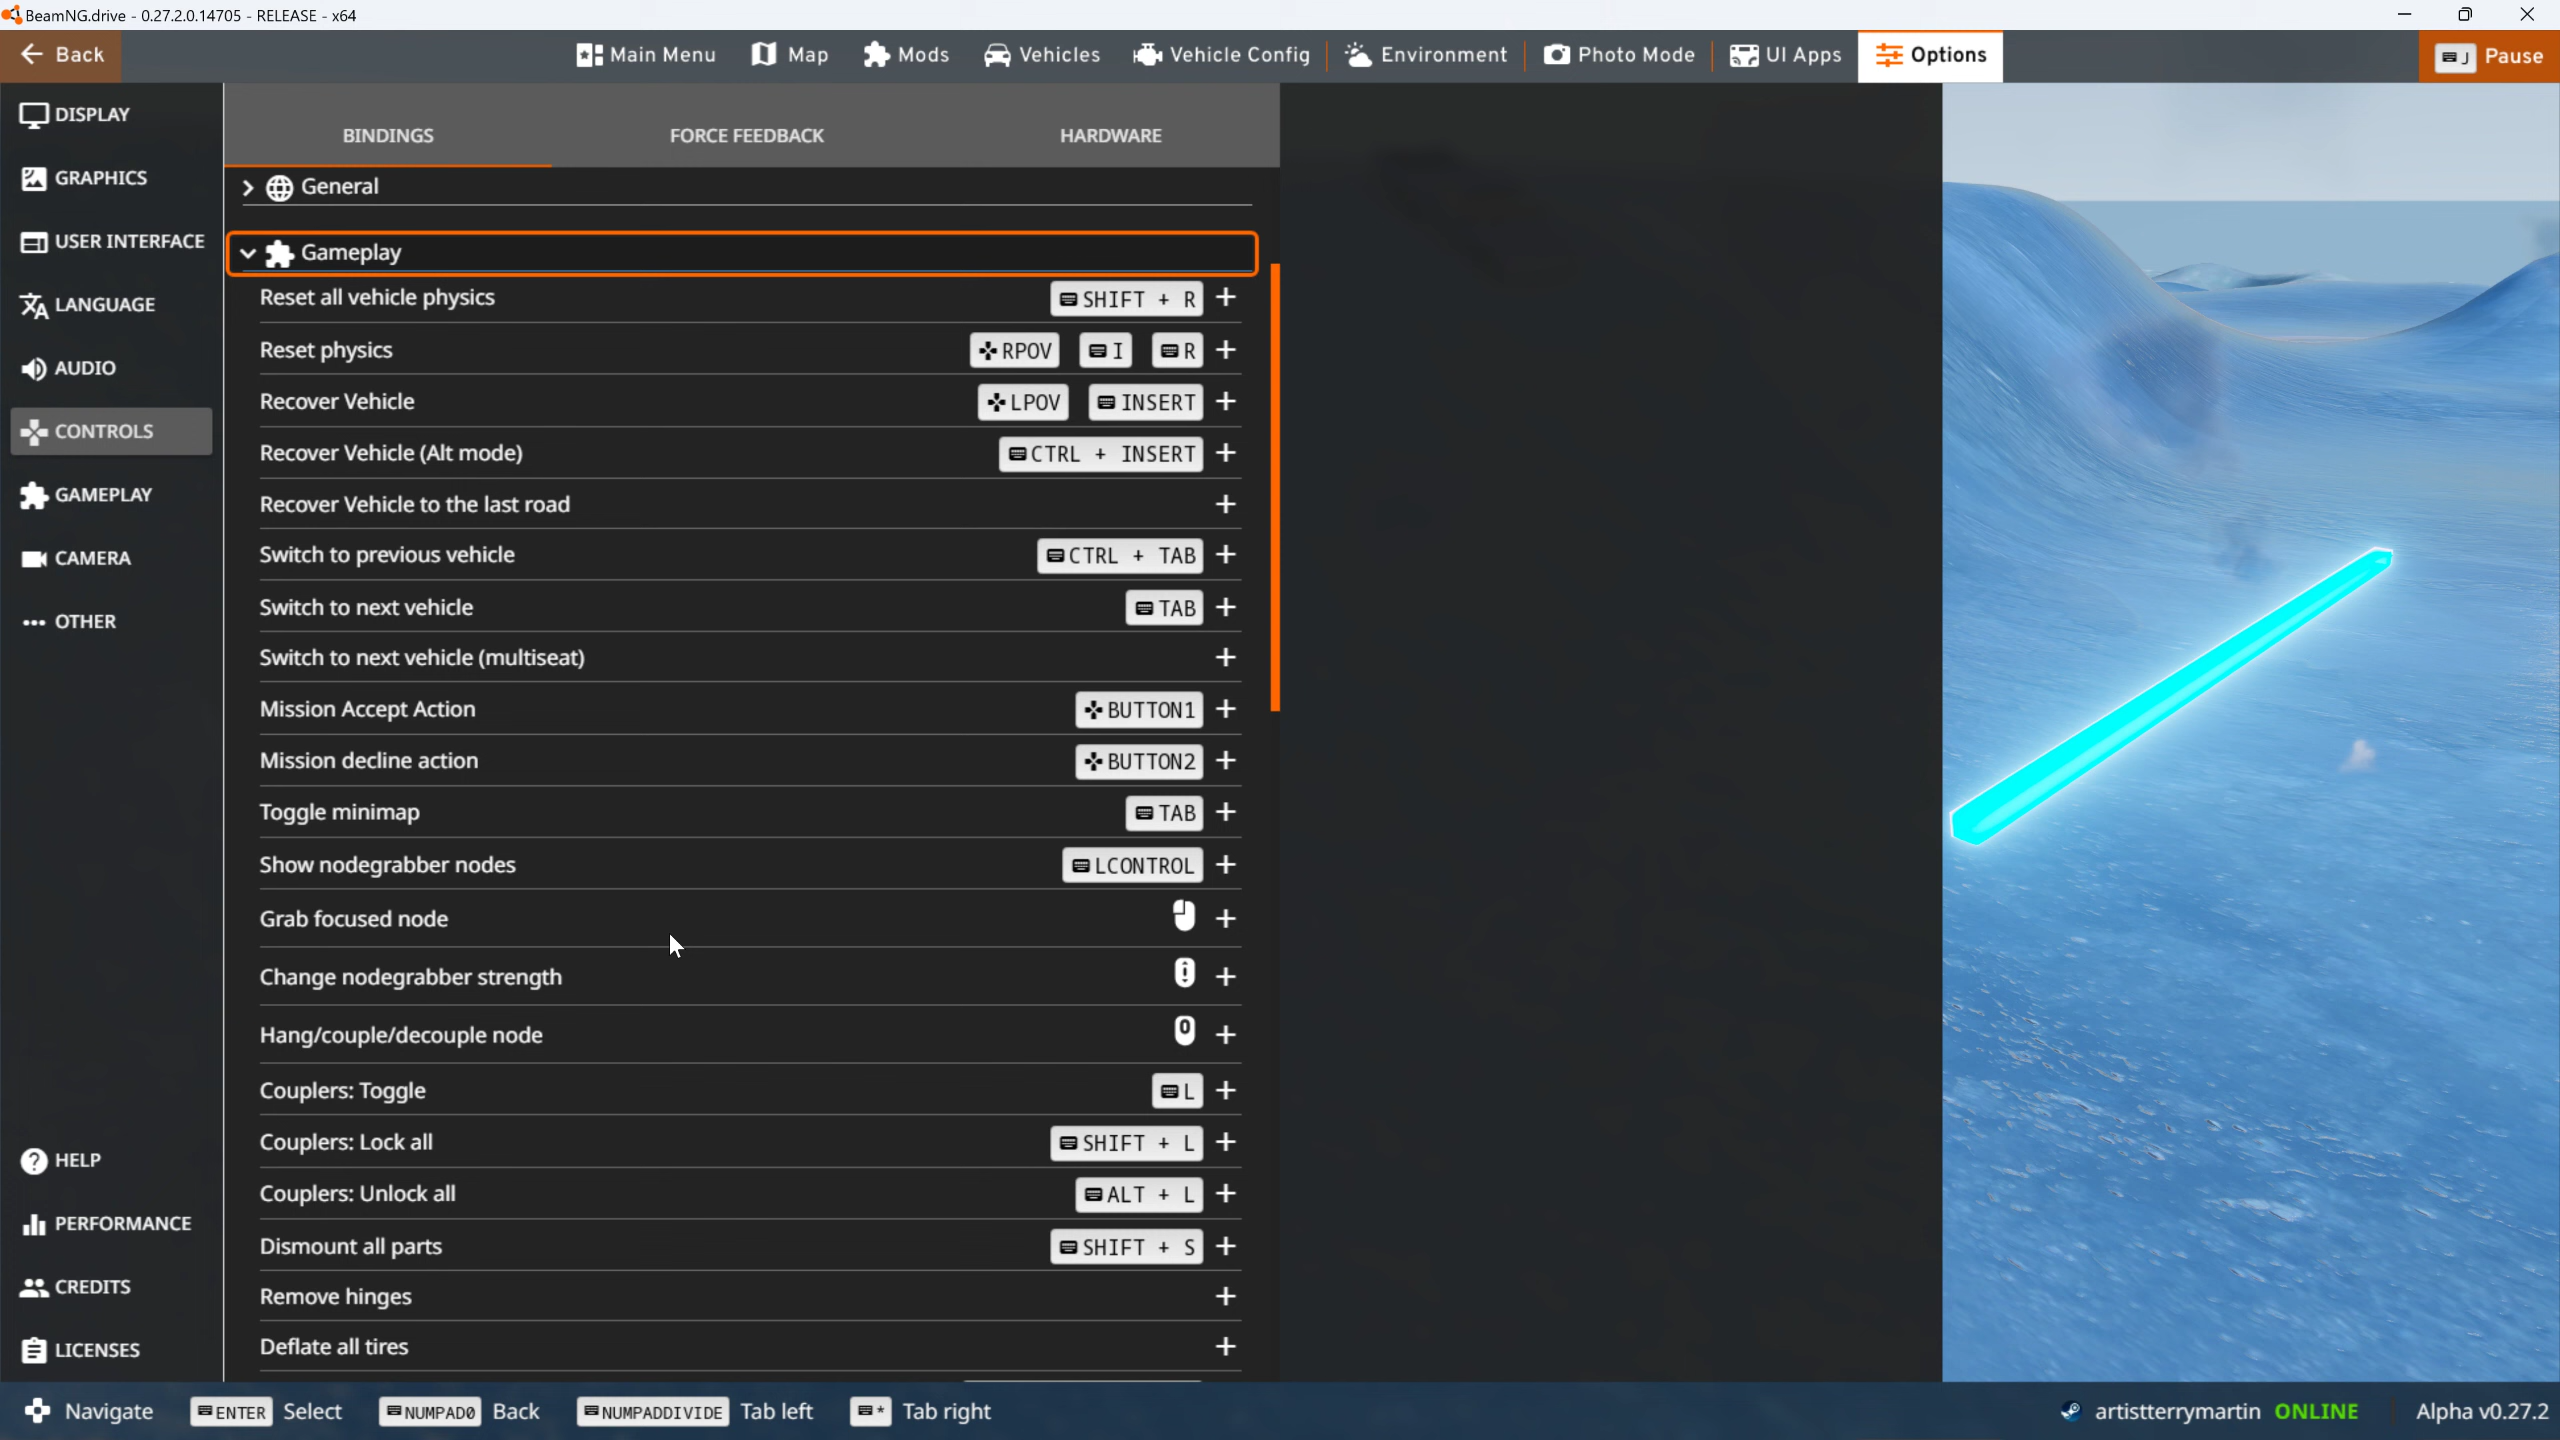 BeamNG.drive - 0.27.2.0.14705 - RELEASE - x64
Back
Main Menu
Map
Mods
Vehicles
Vehicle Config
Environment
Photo Mode
UI Apps
Options
J Pause
DISPLAY
GRAPHICS
USER INTERFACE
LANGUAGE
AUDIO
CONTROLS
GAMEPLAY
CAMERA
OTHER
HELP
PERFORMANCE
CREDITS
LICENSES
BINDINGS
FORCE FEEDBACK
HARDWARE
General
Gameplay
Reset all vehicle physics SHIFT + R +
Reset physics RPOV I R +
Recover Vehicle LPOV INSERT +
Recover Vehicle (Alt mode) CTRL + INSERT +
Recover Vehicle to the last road +
Switch to previous vehicle CTRL + TAB +
Switch to next vehicle TAB +
Switch to next vehicle (multiseat) +
Mission Accept Action BUTTON1 +
Mission decline action BUTTON2 +
Toggle minimap TAB +
Show nodegrabber nodes LCONTROL +
Grab focused node +
Change nodegrabber strength +
Hang/couple/decouple node +
Couplers: Toggle L +
Couplers: Lock all SHIFT + L +
Couplers: Unlock all ALT + L +
Dismount all parts SHIFT + S +
Remove hinges +
Deflate all tires +
Navigate ENTER Select NUMPAD0 Back NUMPADDIVIDE Tab left * Tab right
artistterrymartin ONLINE
Alpha v0.27.2